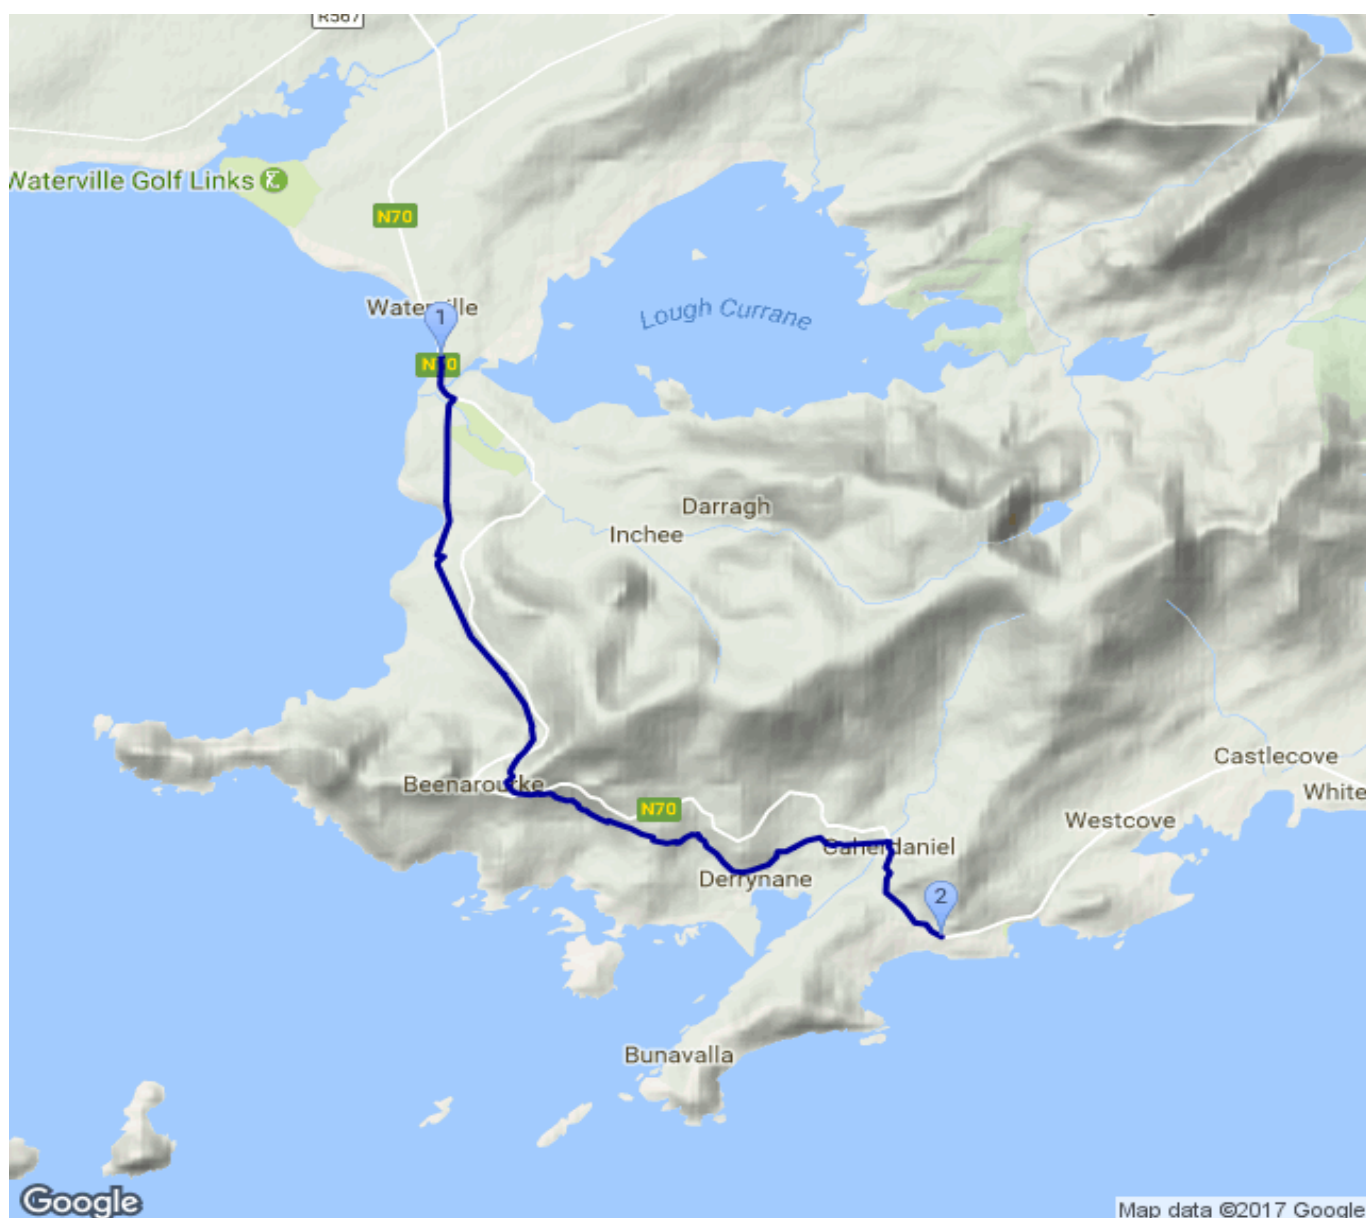 R567
Waterville Golf Links
N70
Waterville
1
N70
Lough Currane
Darragh
Inchee
Castlecove
Beenarourke
White
N70
Westcove
Caherdaniel
Derrynane
2
Bunavalla
Google
Map data ©2017 Google